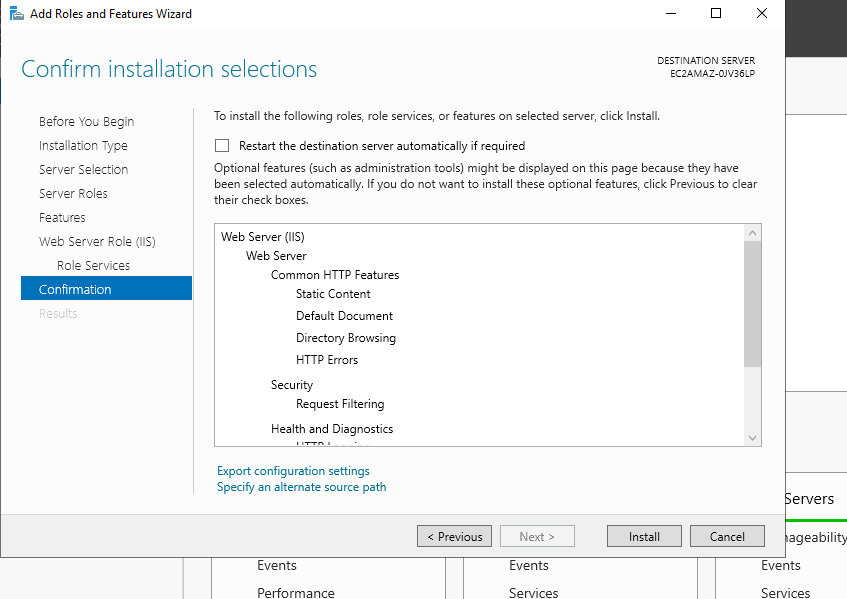 Add Roles and Features Wizard
Confirm installation selections
DESTINATION SERVER
EC2AMAZ-0JV36LP
Before You Begin
Installation Type
Server Selection
Server Roles
Features
Web Server Role (IIS)
Role Services
Confirmation
Results
To install the following roles, role services, or features on selected server, click Install.
Restart the destination server automatically if required
Optional features (such as administration tools) might be displayed on this page because they have
been selected automatically. If you do not want to install these optional features, click Previous to clear
their check boxes.
Web Server (IIS)
Web Server
Common HTTP Features
Static Content
Default Document
Directory Browsing
HTTP Errors
Security
Request Filtering
Health and Diagnostics
Export configuration settings
Specify an alternate source path
< Previous
Next >
Install
Cancel
Servers
nageability
Events
Events
Events
Performance
Services
Services